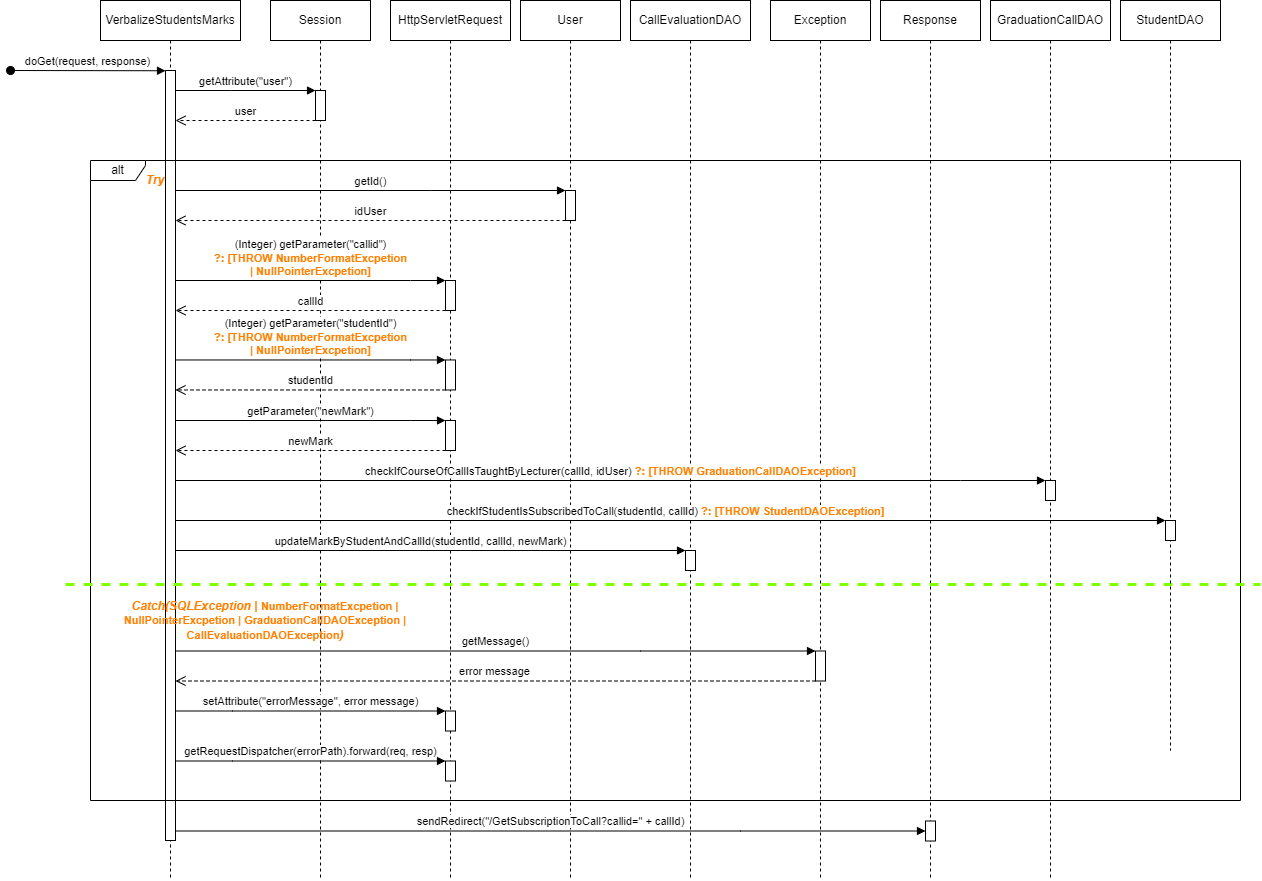 VerbalizeStudentsMarks
Session
HttpServletRequest
User
CallEvaluationDAO
Exception
Response
GraduationCallDAO
StudentDAO
doGet(request, response)
getAttribute("user")
user
alt
Try
getId()
idUser
(Integer) getParameter("callid")
?: [THROW NumberFormatExcpetion
| NullPointerExcpetion]
callId
(Integer) getParameter("studentId")
?: [THROW NumberFormatExcpetion
| NullPointerExcpetion]
studentId
getParameter("newMark")
newMark
checkIfCourseOfCallIsTaughtByLecturer(callId, idUser) ?: [THROW GraduationCallDAOException]
checkIfStudentIsSubscribedToCall(studentId, callId) ?: [THROW StudentDAOException]
updateMarkByStudentAndCallId(studentId, callId, newMark)
Catch(SQLException | NumberFormatExcpetion |
NullPointerExcpetion | GraduationCallDAOException |
CallEvaluationDAOException)
getMessage()
error message
setAttribute("errorMessage", error message)
getRequestDispatcher(errorPath).forward(req, resp)
sendRedirect("/GetSubscriptionToCall?callid=" + callId)